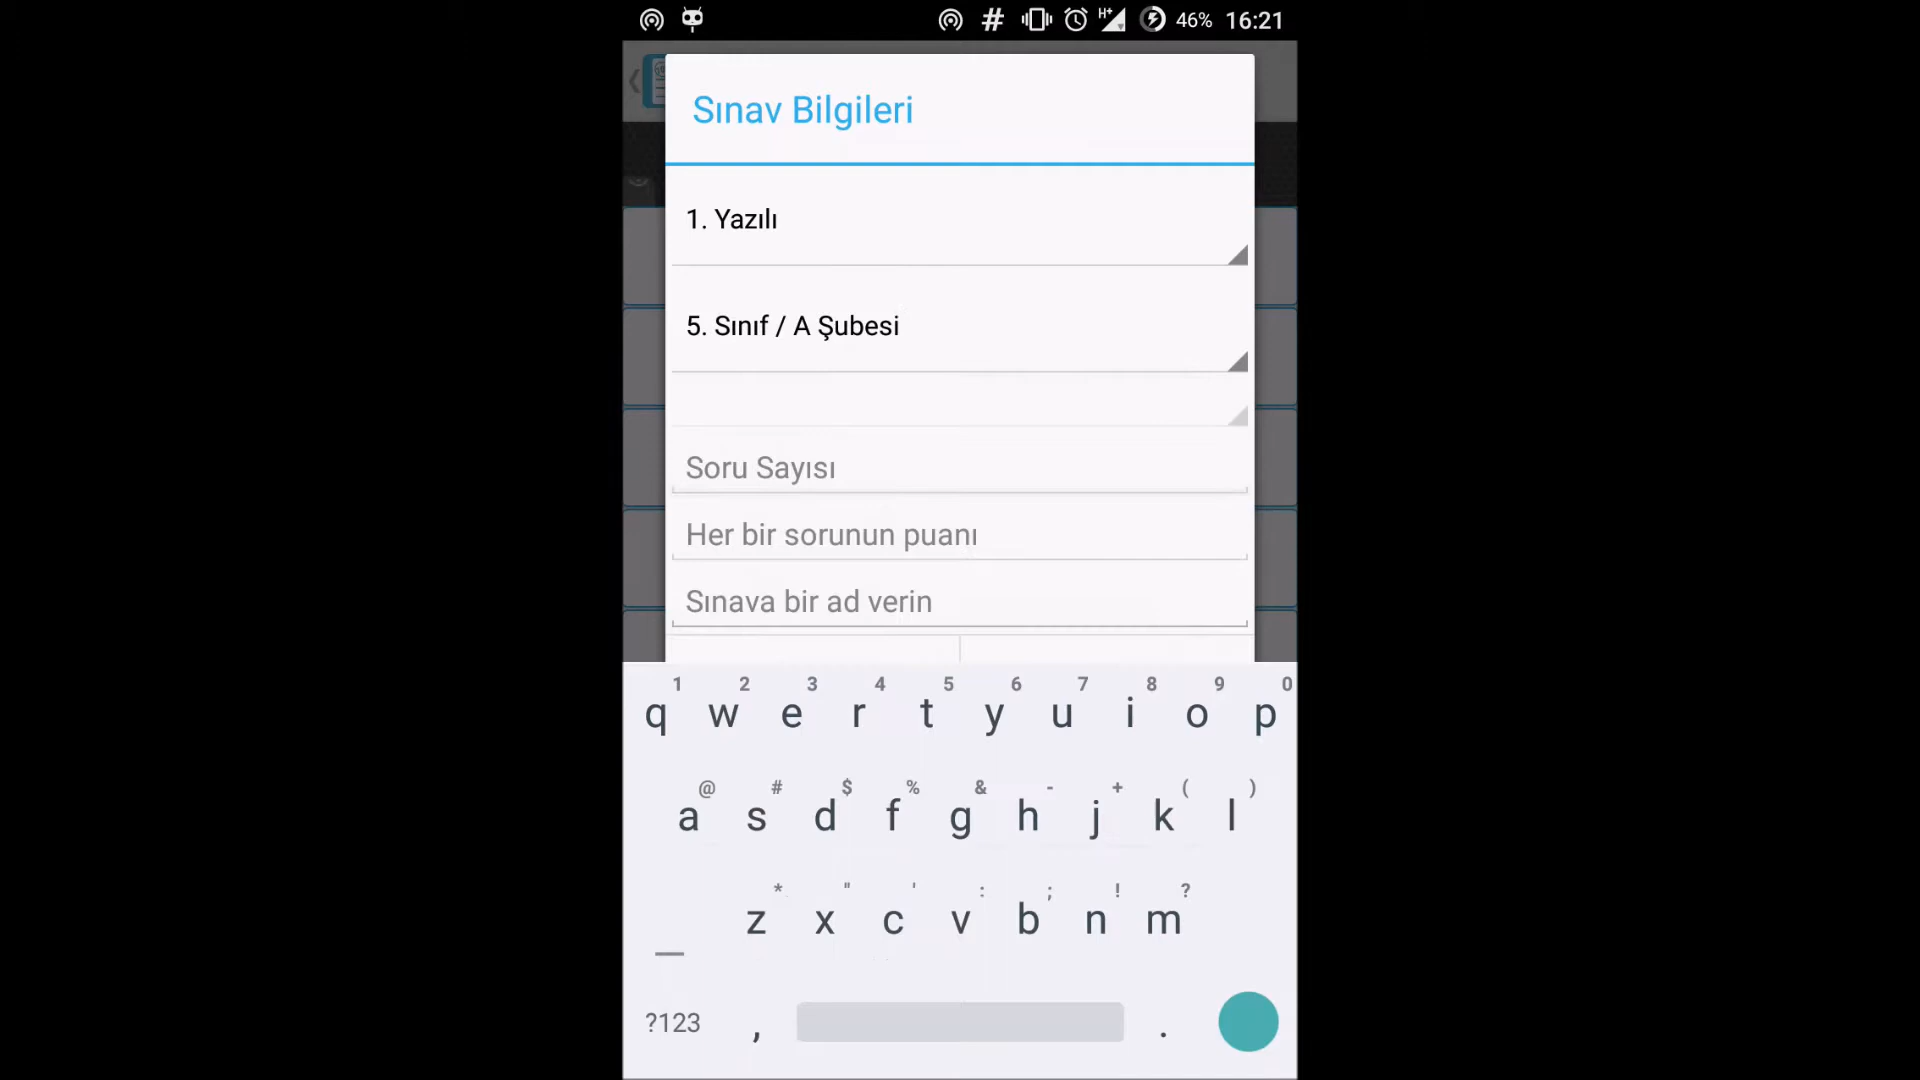 46% 16:21
Sınav Bilgileri
1. Yazılı
5. Sınıf / A Şubesi
Soru Sayısı
Her bir sorunun puanı
Sınava bir ad verin
1 2 3 4 5 6 7 8 9 0
q w e r t y u i o p
@ # $ % & - + ( )
a s d f g h j k l
* " ' : ; ! ?
z x c v b n m
?123 , .